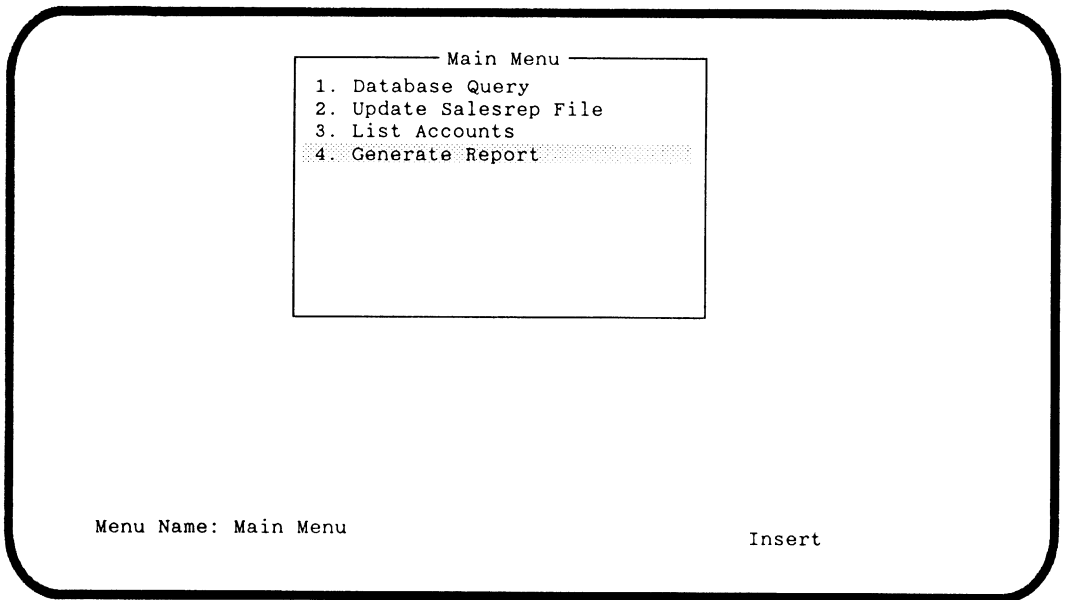 Main Menu
1. Database Query
2. Update Salesrep File
3. List Accounts
4. Generate Report
Menu Name: Main Menu
Insert